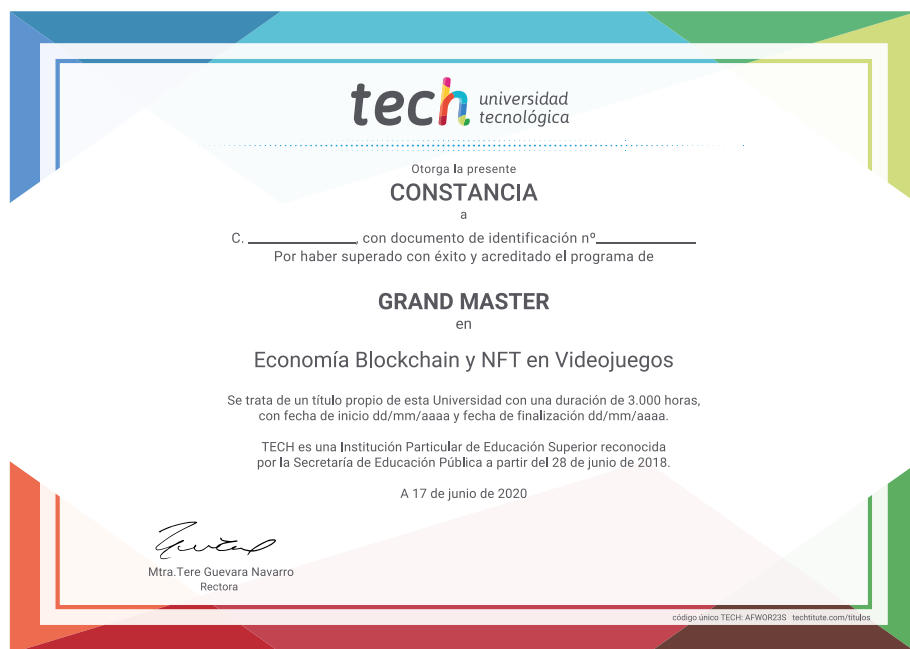 tech universidad
tecnológica
Otorga la presente
CONSTANCIA
a
C. ____________, con documento de identificación nº____________
Por haber superado con éxito y acreditado el programa de
GRAND MASTER
en
Economía Blockchain y NFT en Videojuegos
Se trata de un título propio de esta Universidad con una duración de 3.000 horas,
con fecha de inicio dd/mm/aaaa y fecha de finalización dd/mm/aaaa.
TECH es una Institución Particular de Educación Superior reconocida
por la Secretaría de Educación Pública a partir del 28 de junio de 2018.
A 17 de junio de 2020
Mtra.Tere Guevara Navarro
Rectora
código único TECH: AFWOR23S techtitute.com/titulos